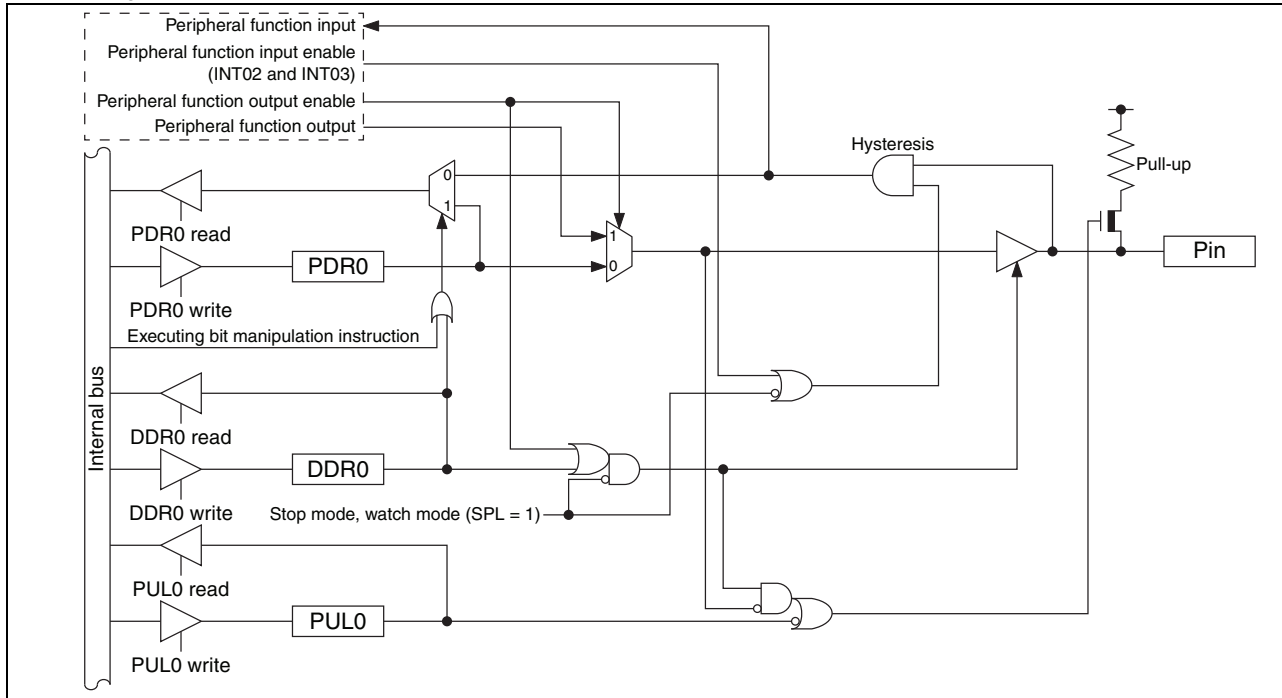 Peripheral function input
Peripheral function input enable
(INT02 and INT03)
Peripheral function output enable
Peripheral function output
Hysteresis
Pull-up
0
1
PDR0 read
1
0
Pin
PDR0
PDR0 write
Executing bit manipulation instruction
Internal bus
DDR0 read
DDR0
DDR0 write
Stop mode, watch mode (SPL = 1)
PUL0 read
PUL0
PUL0 write